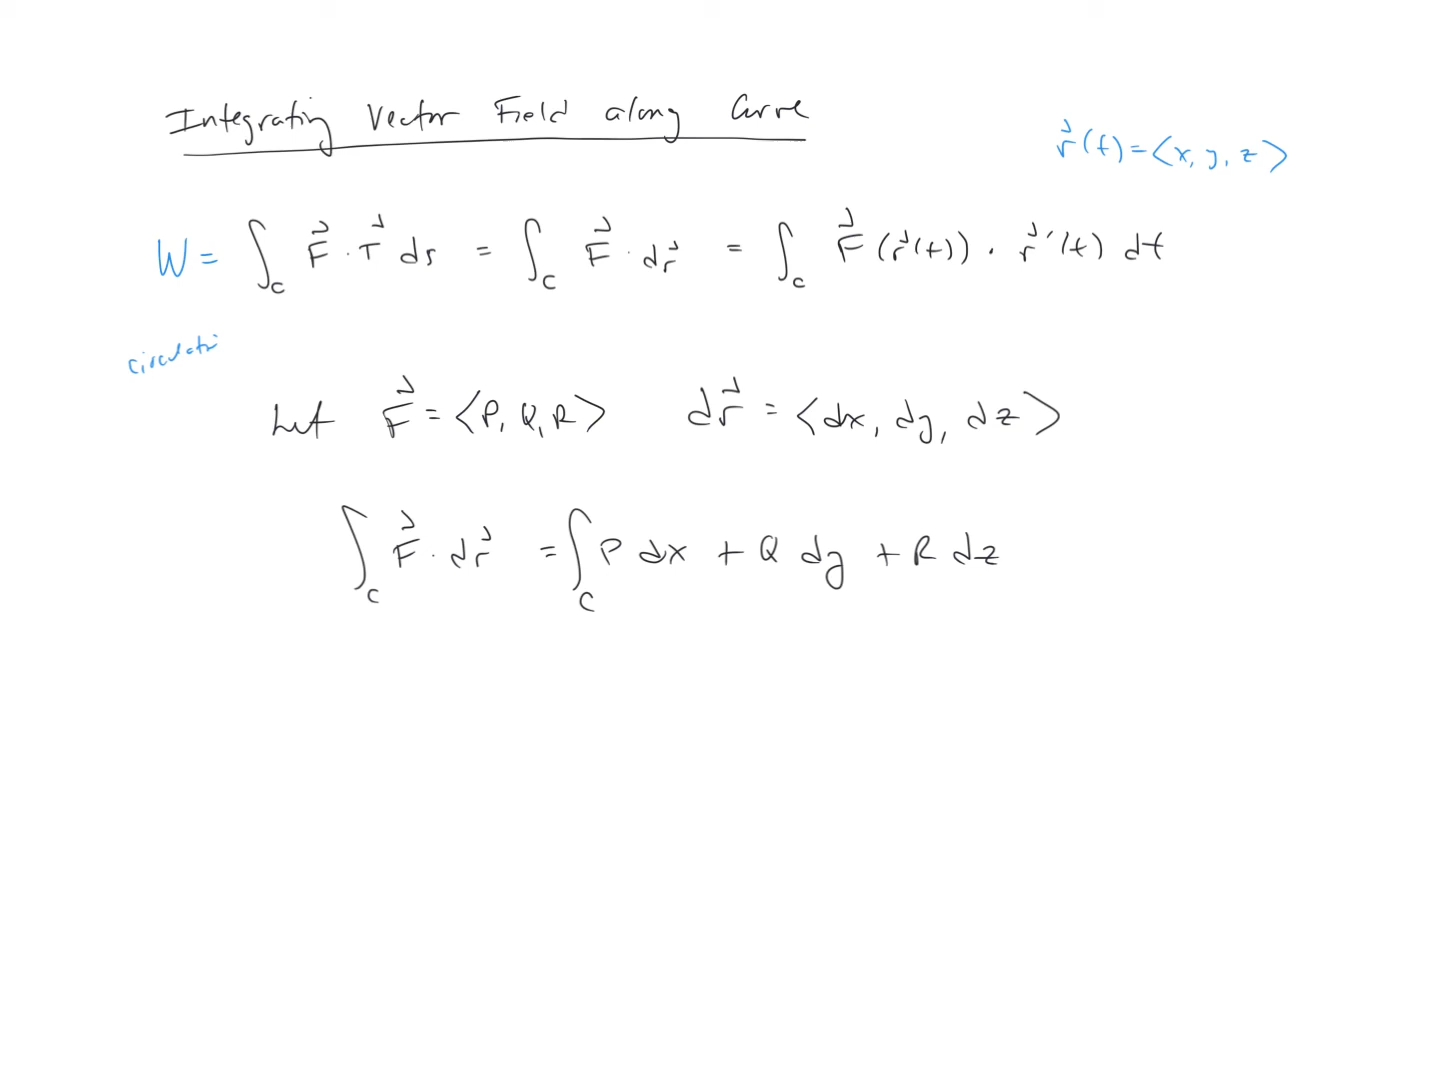 Integrating Vector Field along Curve
r⃗(t) = <x, y, z>
W = ∫_C F⃗ · T⃗ ds = ∫_C F⃗ · dr⃗ = ∫_C F⃗(r⃗(t)) · r⃗'(t) dt
circulati
Let F⃗ = <P, Q, R> dr⃗ = <dx, dy, dz>
∫_C F⃗ · dr⃗ = ∫_C P dx + Q dy + R dz